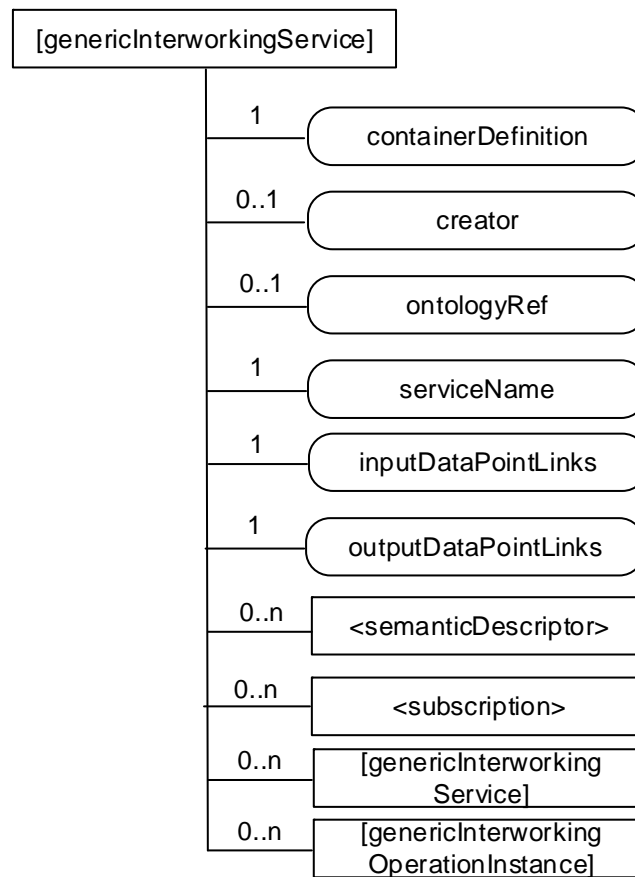 [genericInterworkingService]
1
containerDefinition
0..1
creator
0..1
ontologyRef
1
serviceName
1
inputDataPointLinks
1
outputDataPointLinks
0..n
<semanticDescriptor>
0..n
<subscription>
0..n
[genericInterworking
Service]
0..n
[genericInterworking
OperationInstance]